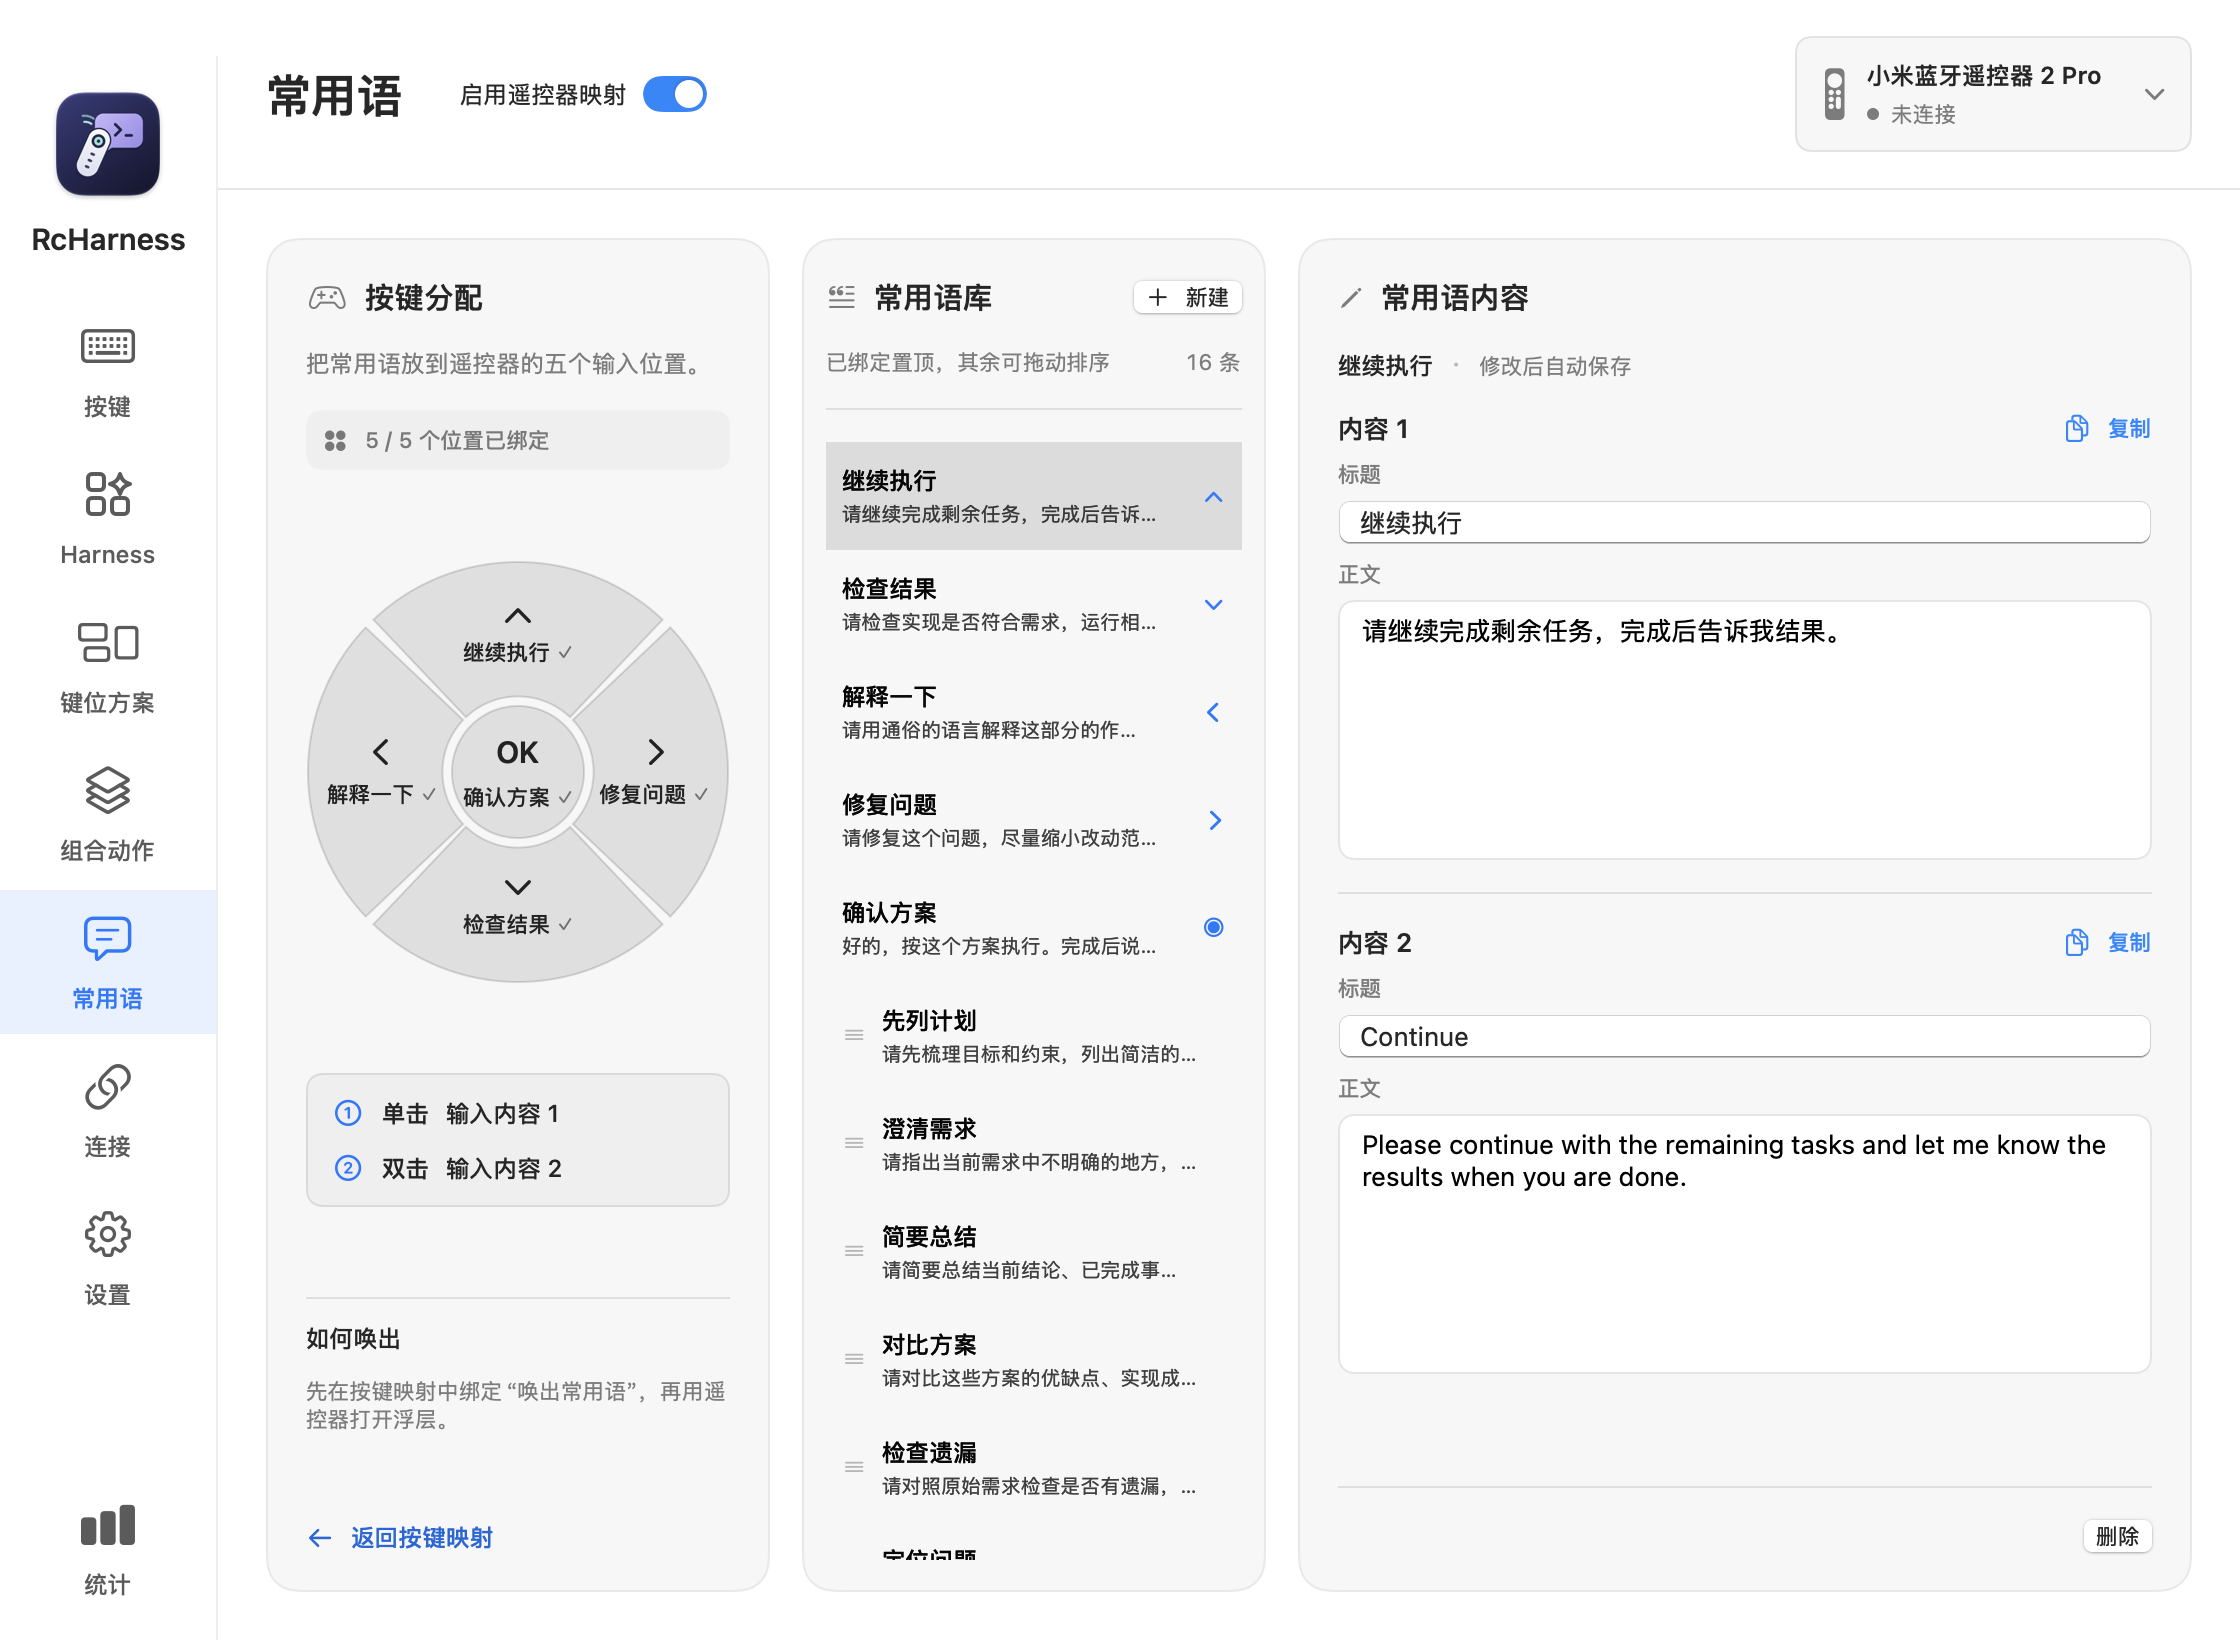 RcHarness
按键
Harness
键位方案
组合动作
常用语
连接
设置
统计
常用语
启用遥控器映射
小米蓝牙遥控器 2 Pro
未连接
按键分配
把常用语放到遥控器的五个输入位置。
5 / 5 个位置已绑定
继续执行
解释一下
OK
确认方案
修复问题
检查结果
1 单击 输入内容 1
2 双击 输入内容 2
如何唤出
先在按键映射中绑定“唤出常用语”，再用遥
控器打开浮层。
返回按键映射
常用语库
新建
已绑定置顶，其余可拖动排序
16 条
继续执行
请继续完成剩余任务，完成后告诉...
检查结果
请检查实现是否符合需求，运行相...
解释一下
请用通俗的语言解释这部分的作...
修复问题
请修复这个问题，尽量缩小改动范...
确认方案
好的，按这个方案执行。完成后说...
先列计划
请先梳理目标和约束，列出简洁的...
澄清需求
请指出当前需求中不明确的地方，...
简要总结
请简要总结当前结论、已完成事...
对比方案
请对比这些方案的优缺点、实现成...
检查遗漏
请对照原始需求检查是否有遗漏，...
定位问题
常用语内容
继续执行 · 修改后自动保存
内容 1
复制
标题
继续执行
正文
请继续完成剩余任务，完成后告诉我结果。
内容 2
复制
标题
Continue
正文
Please continue with the remaining tasks and let me know the
results when you are done.
删除